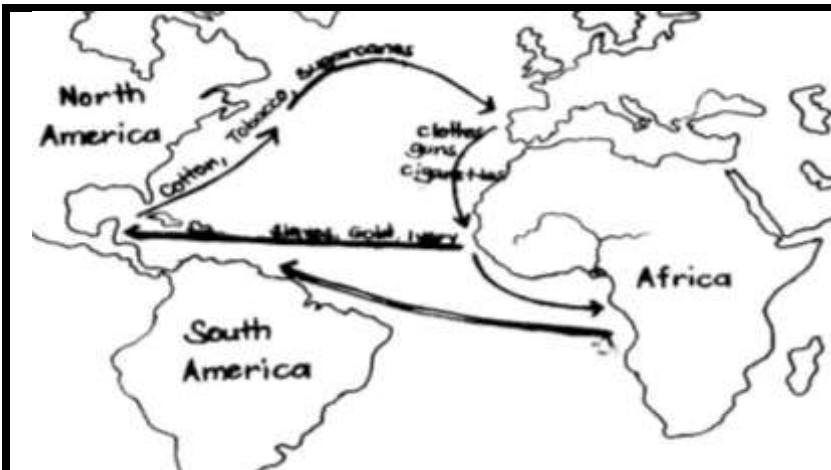 North
America
Cotton, Tobacco, Sugarcanes
clothes
guns
cigarettes
Slaves, Gold, Ivory
Africa
South
America